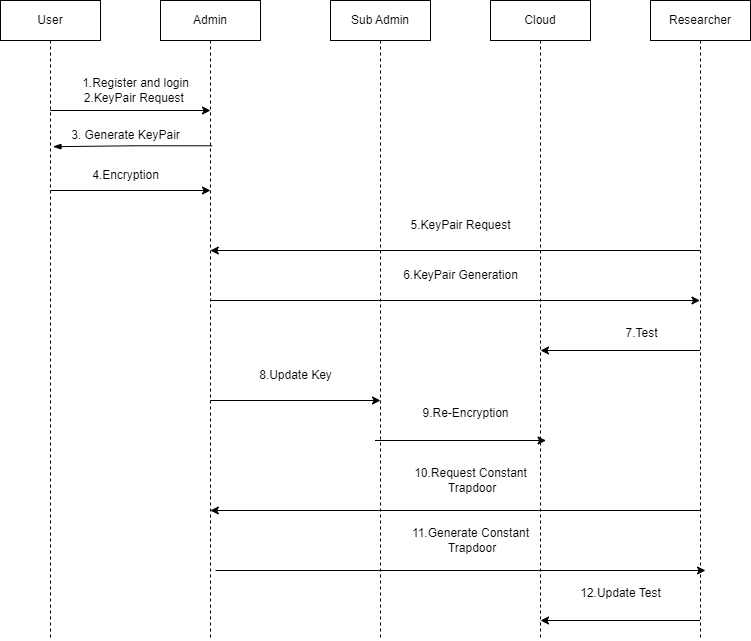 User
Admin
Sub Admin
Cloud
Researcher
1.Register and login
2.KeyPair Request
3. Generate KeyPair
4.Encryption
5.KeyPair Request
6.KeyPair Generation
7.Test
8.Update Key
9.Re-Encryption
10.Request Constant
Trapdoor
11.Generate Constant
Trapdoor
12.Update Test